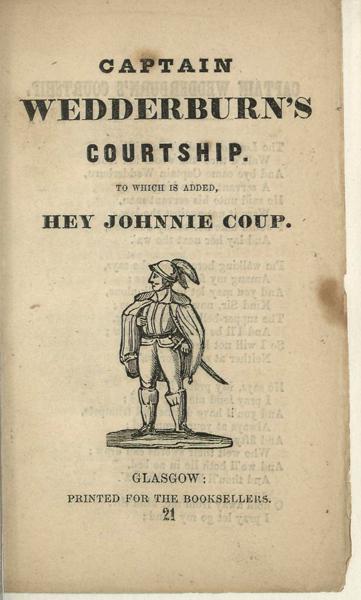 CAPTAIN
WEDDERBURN'S
COURTSHIP.
TO WHICH IS ADDED,
HEY JOHNNIE COUP.
GLASGOW:
PRINTED FOR THE BOOKSELLERS.
21